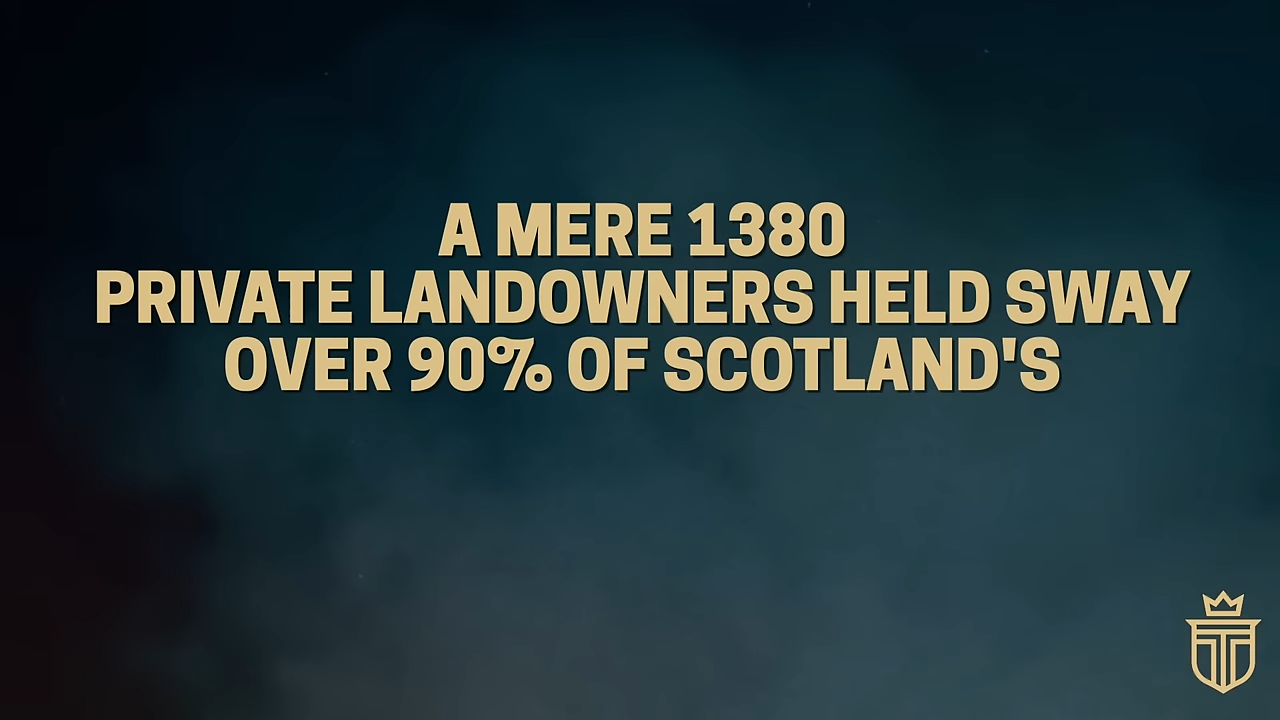 A MERE 1380
PRIVATE LANDOWNERS HELD SWAY
OVER 90% OF SCOTLAND'S